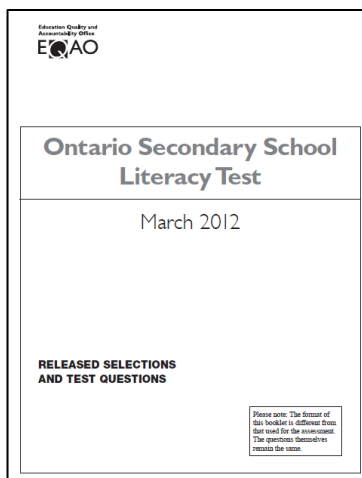 Education Quality and
Accountability Office
EQAO
Ontario Secondary School
Literacy Test
March 2012
RELEASED SELECTIONS
AND TEST QUESTIONS
Please note: The format of
this booklet is different from
that used for the assessment.
The questions themselves
remain the same.